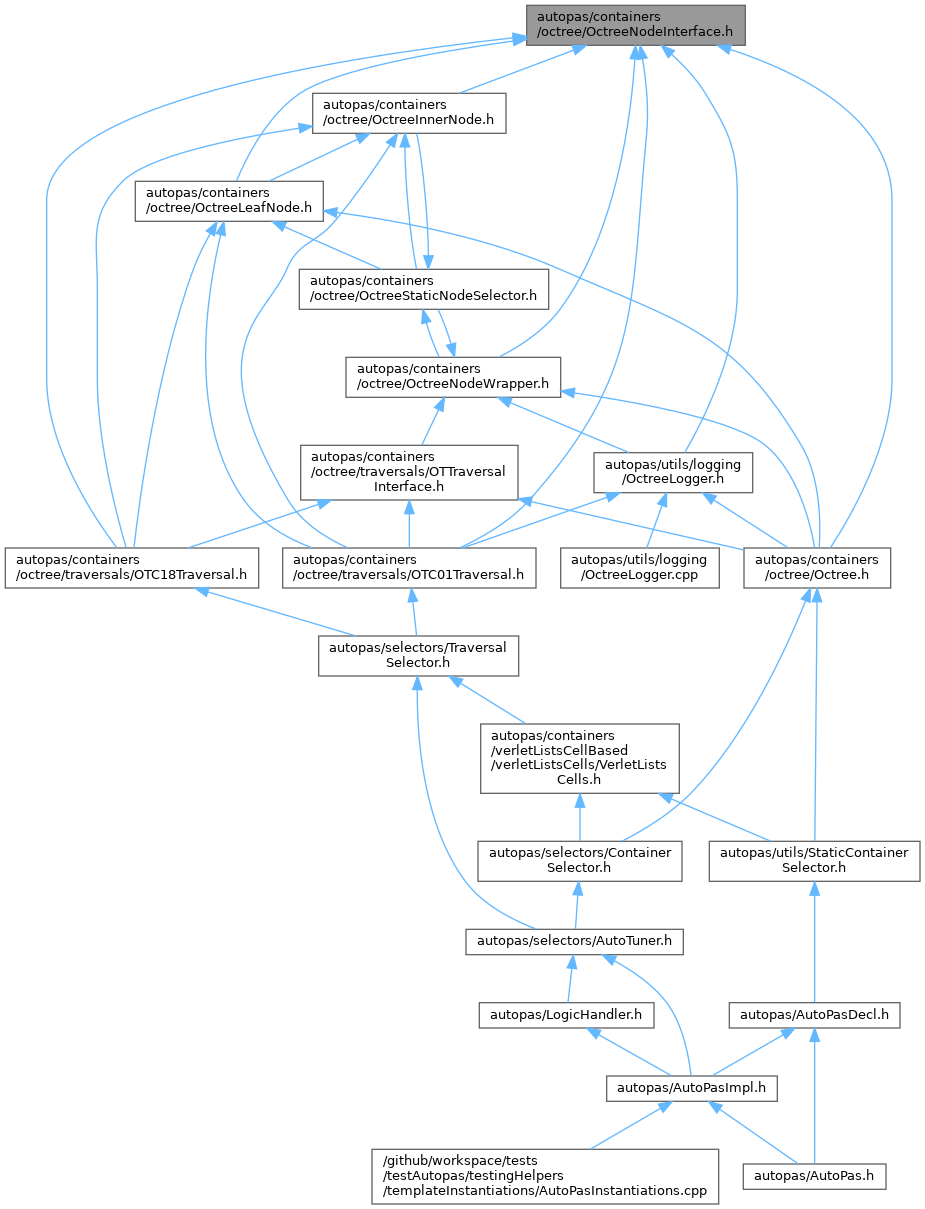 autopas/containers
/octree/OctreeNodeInterface.h
autopas/containers
/octree/OctreeInnerNode.h
autopas/containers
/octree/OctreeLeafNode.h
autopas/containers
/octree/OctreeStaticNodeSelector.h
autopas/containers
/octree/OctreeNodeWrapper.h
autopas/containers
/octree/traversals/OTTraversal
Interface.h
autopas/utils/logging
/OctreeLogger.h
autopas/containers
/octree/traversals/OTC18Traversal.h
autopas/containers
/octree/traversals/OTC01Traversal.h
autopas/utils/logging
/OctreeLogger.cpp
autopas/containers
/octree/Octree.h
autopas/selectors/Traversal
Selector.h
autopas/containers
/verletListsCellBased
/verletListsCells/VerletLists
Cells.h
autopas/selectors/Container
Selector.h
autopas/utils/StaticContainer
Selector.h
autopas/selectors/AutoTuner.h
autopas/LogicHandler.h
autopas/AutoPasDecl.h
autopas/AutoPasImpl.h
/github/workspace/tests
/testAutopas/testingHelpers
/templateInstantiations/AutoPasInstantiations.cpp
autopas/AutoPas.h